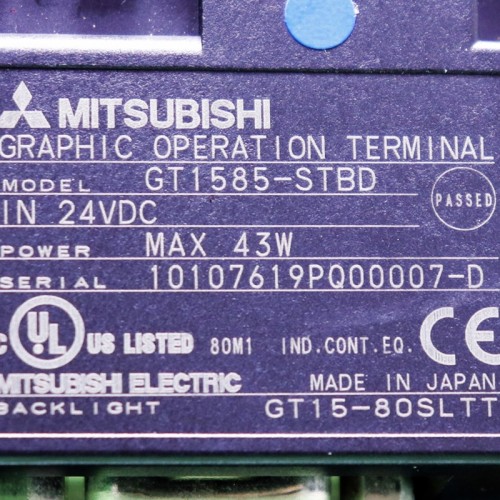 MITSUBISHI
GRAPHIC OPERATION TERMINAL
MODEL GT1585-STBD
PASSED
IN 24VDC
POWER MAX 43W
SERIAL 10107619PQ00007-D
C UL US LISTED 80M1 IND.CONT.EQ. CE
MITSUBISHI ELECTRIC MADE IN JAPAN
BACKLIGHT GT15-80SLTT